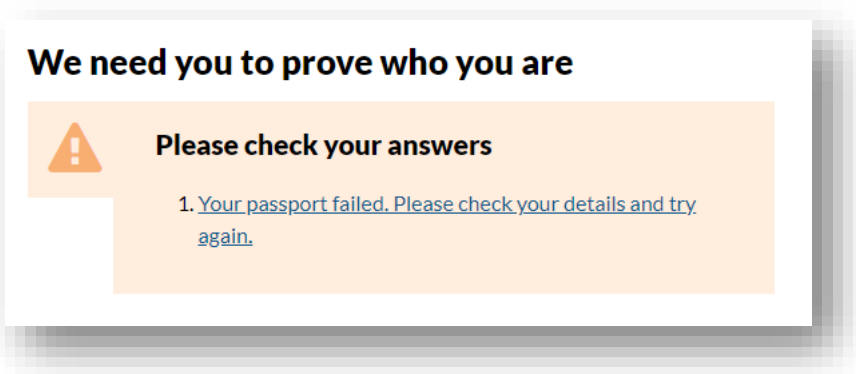 We need you to prove who you are
Please check your answers
1. Your passport failed. Please check your details and try
again.